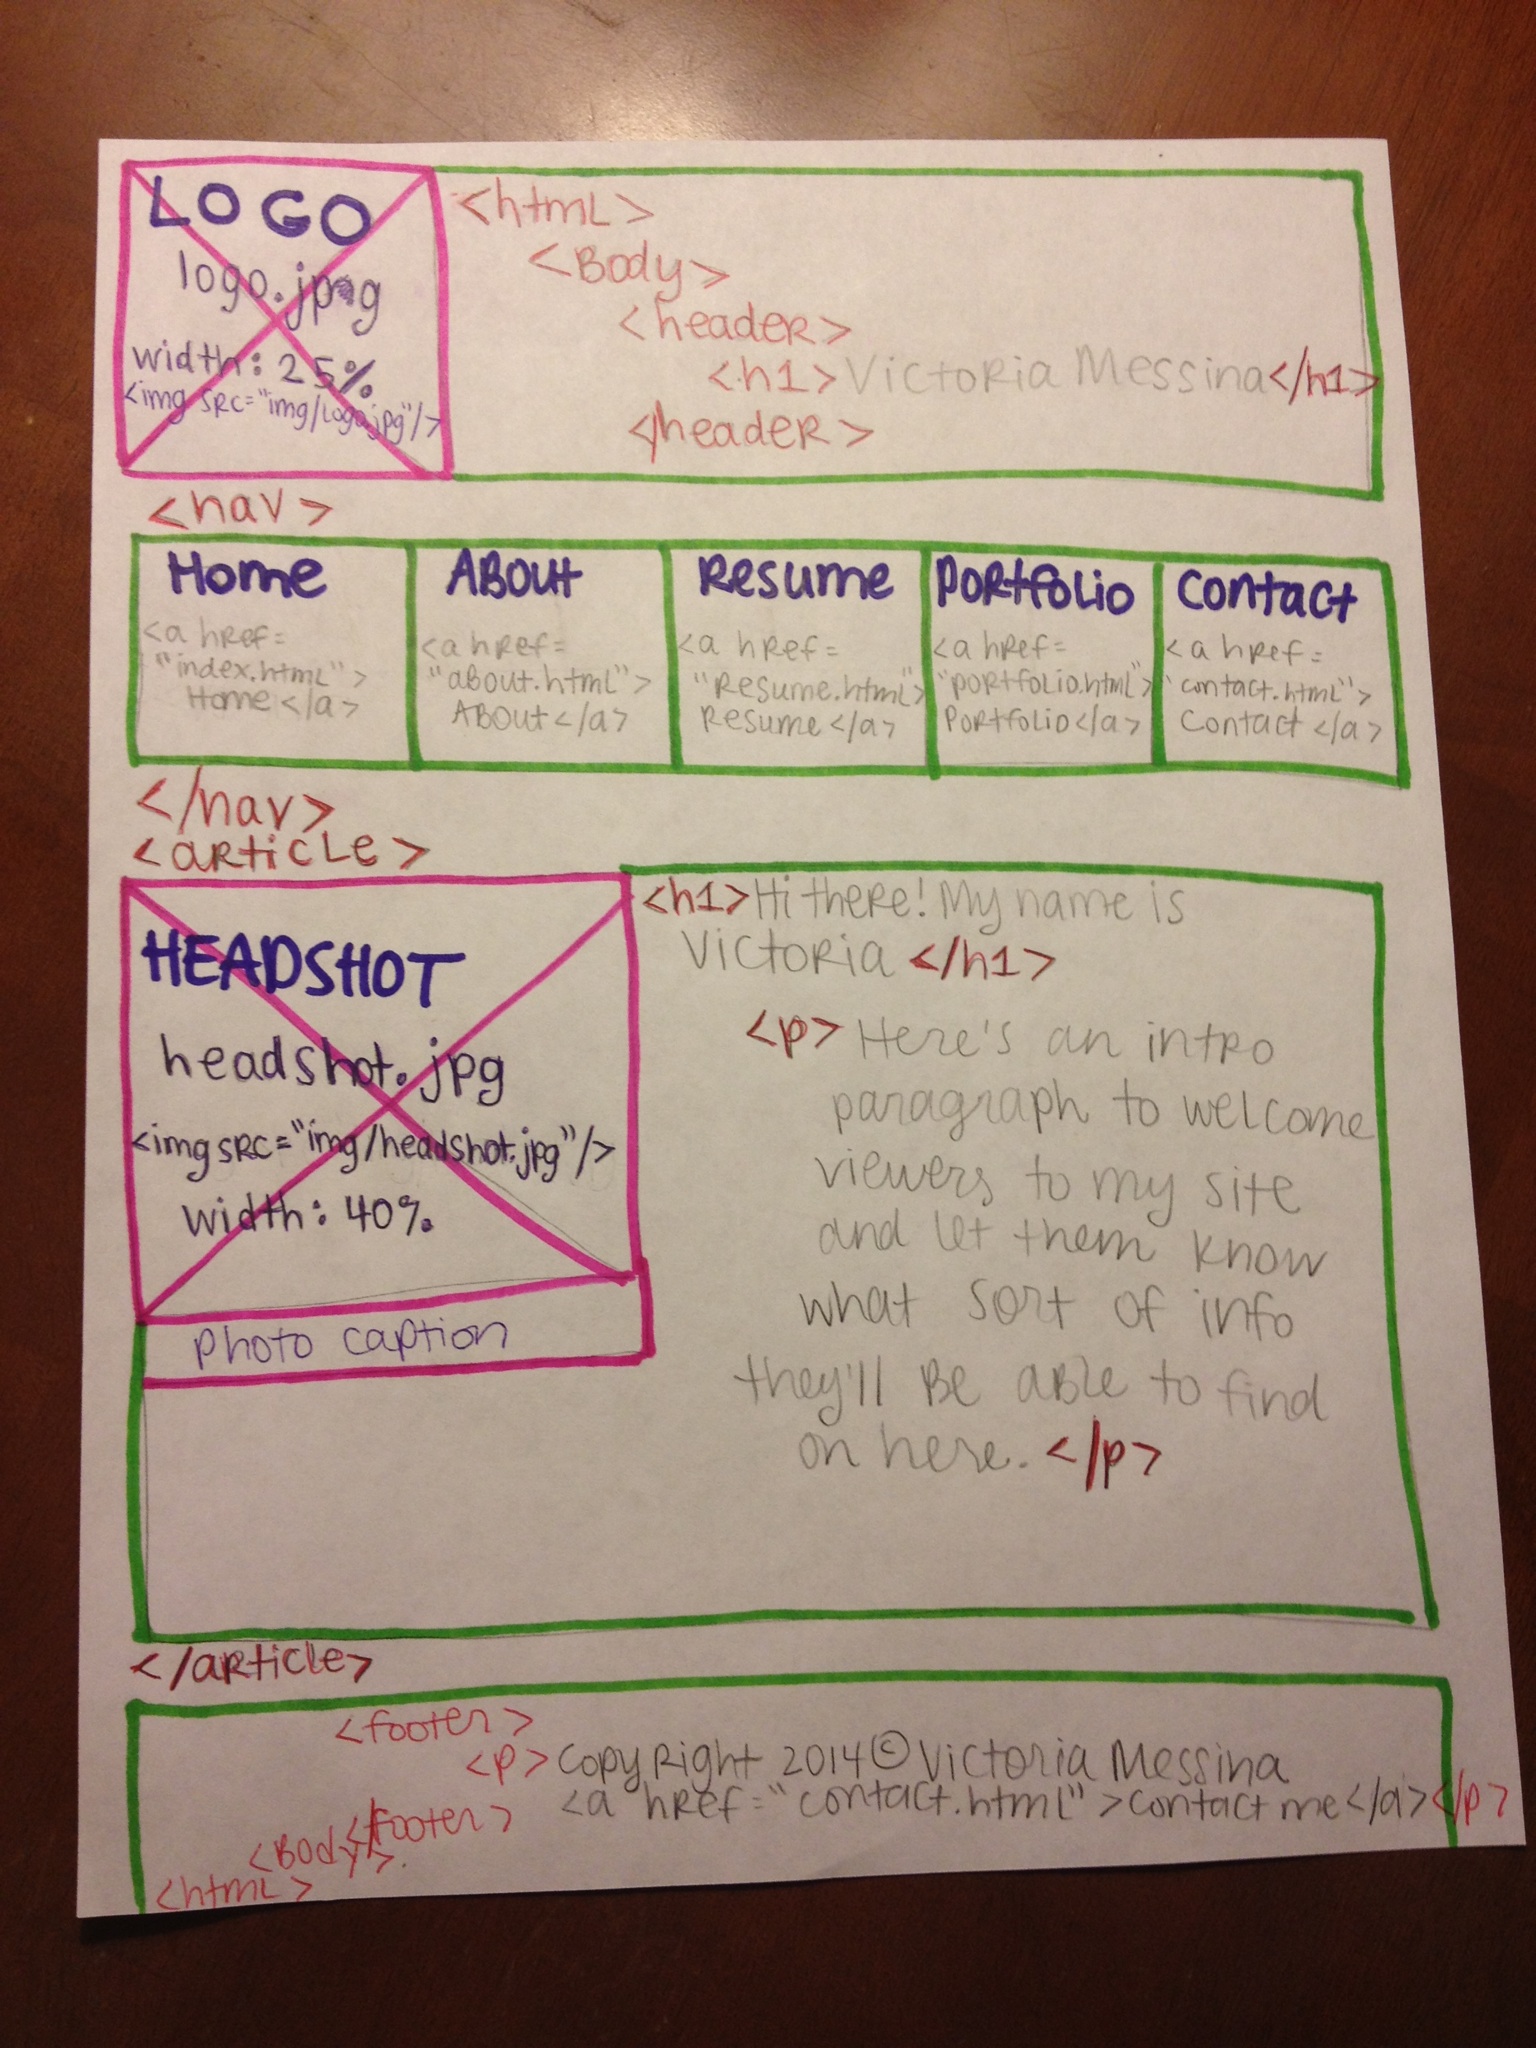 LOGO
logo.jpg
width: 25%
<img src="img/logo.jpg"/>
<html>
<Body>
<header>
<h1>Victoria Messina</h1>
</header>
<nav>
Home
<a href=
"index.html">
Home</a>
About
<a href=
"about.html">
About</a>
Resume
<a href=
"resume.html>
Resume</a>
Portfolio
<a href=
"portfolio.html">
Portfolio</a>
Contact
<a href=
"contact.html">
Contact</a>
</nav>
<article>
HEADSHOT
headshot.jpg
<img src="img/headshot.jpg"/>
width: 40%
photo caption
<h1>Hi there! My name is
Victoria </h1>
<p> Here's an intro
paragraph to welcome
viewers to my site
and let them know
what sort of info
they'll be able to find
on here. </p>
</article>
<footer>
<p>Copyright 2014 © Victoria Messina
<a href="contact.html">contact me</a></p>
</footer>
<Body>
<html>